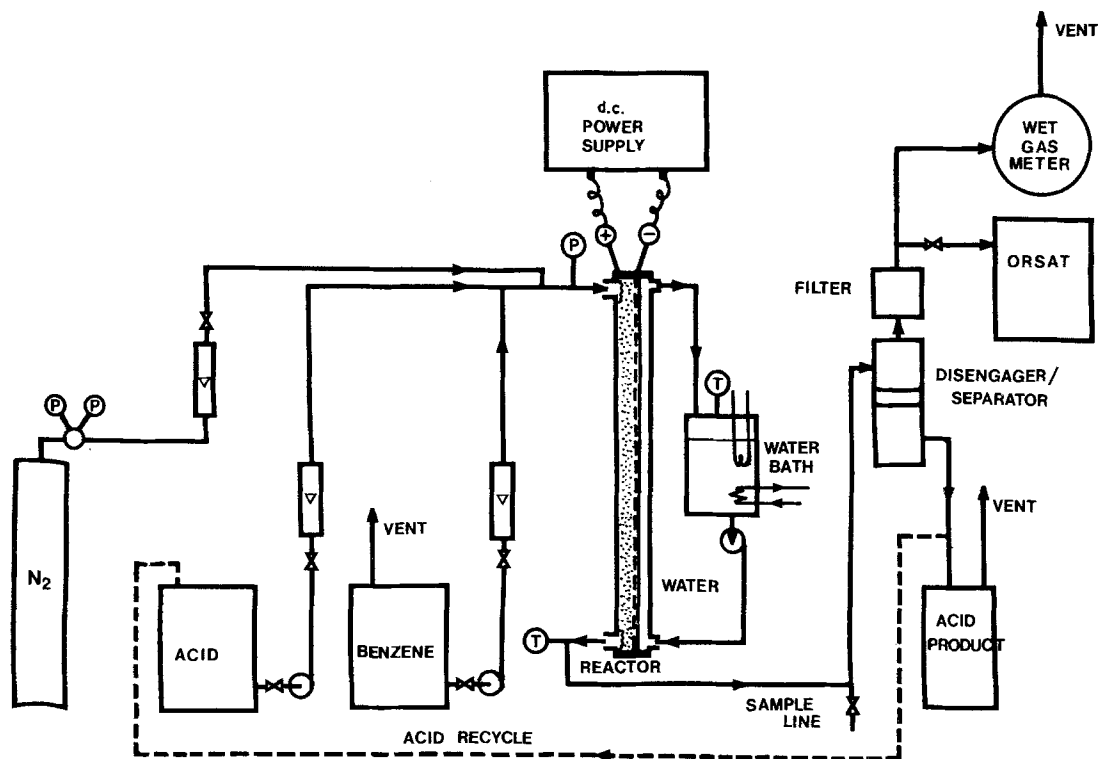 VENT
d.c.
POWER
SUPPLY
WET
GAS
METER
+
−
P
ORSAT
FILTER
T
DISENGAGER/
SEPARATOR
P
P
WATER
BATH
VENT
VENT
N2
WATER
ACID
BENZENE
ACID
PRODUCT
T
REACTOR
SAMPLE
LINE
ACID RECYCLE